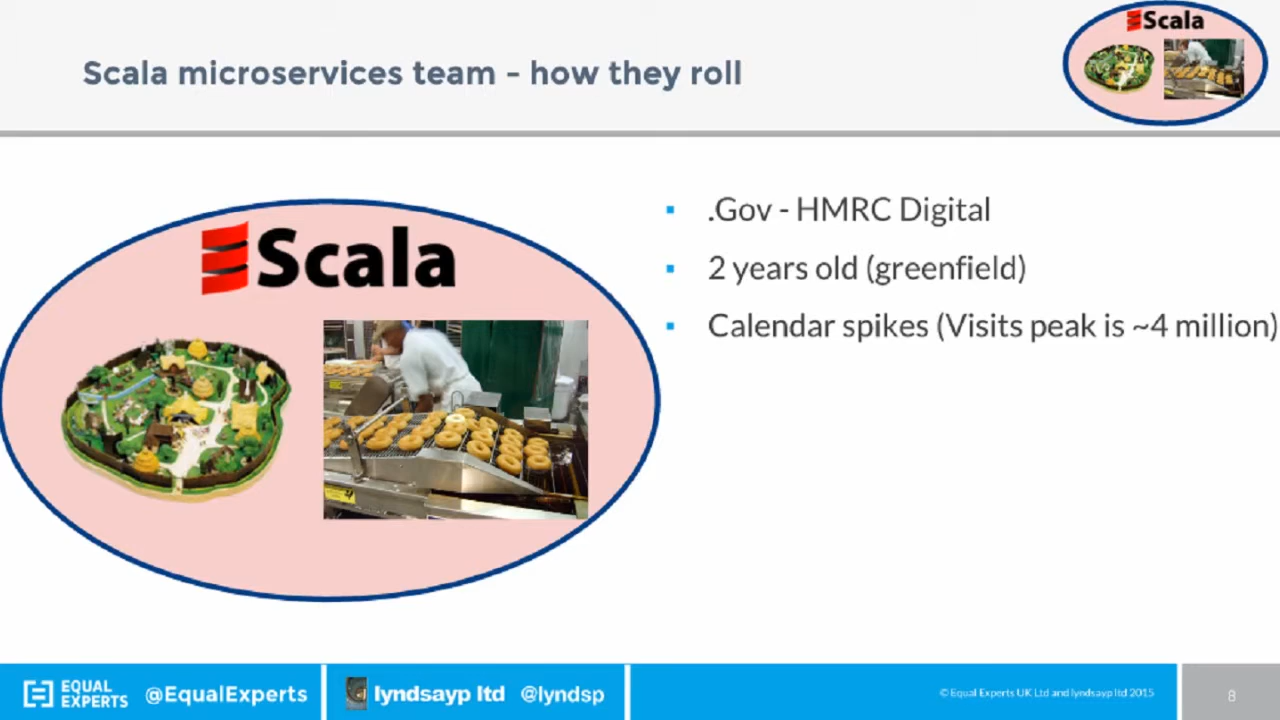 Scala
Scala microservices team - how they roll
Scala
.Gov - HMRC Digital
2 years old (greenfield)
Calendar spikes (Visits peak is ~4 million)
EQUAL
EXPERTS
@EqualExperts
lyndsayp ltd
@lyndsp
© Equal Experts UK Ltd and lyndsayp ltd 2015
8